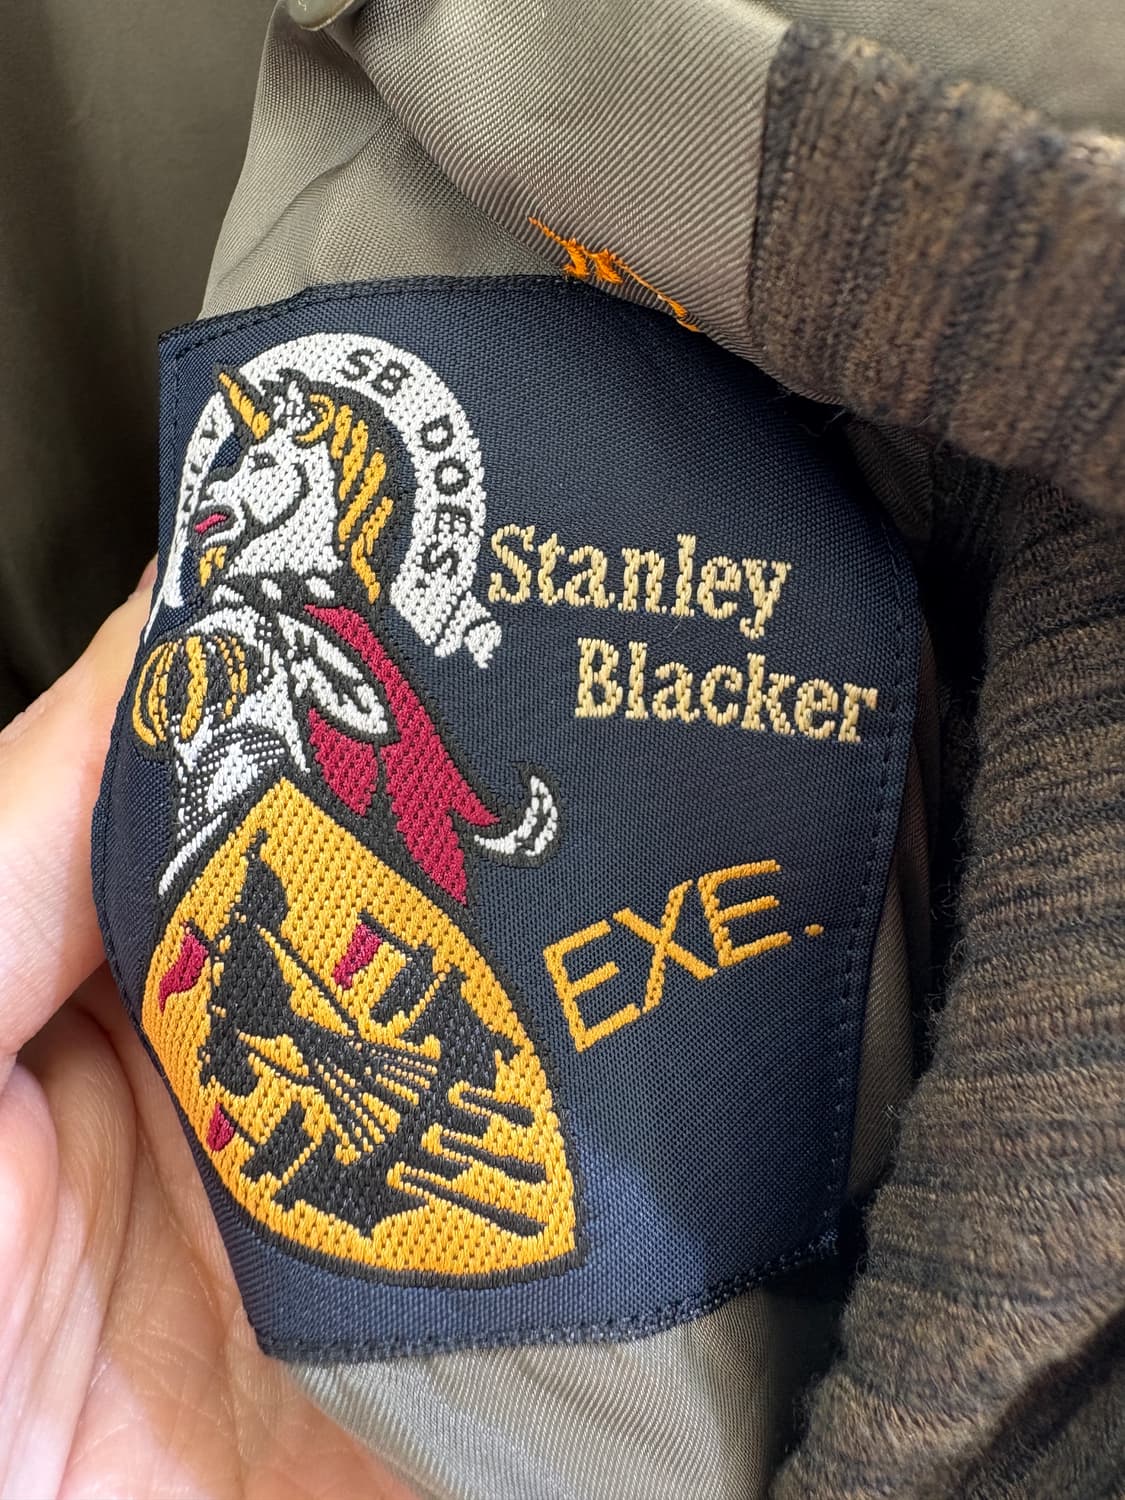 SB DOES
Stanley
Blacker
EXE.